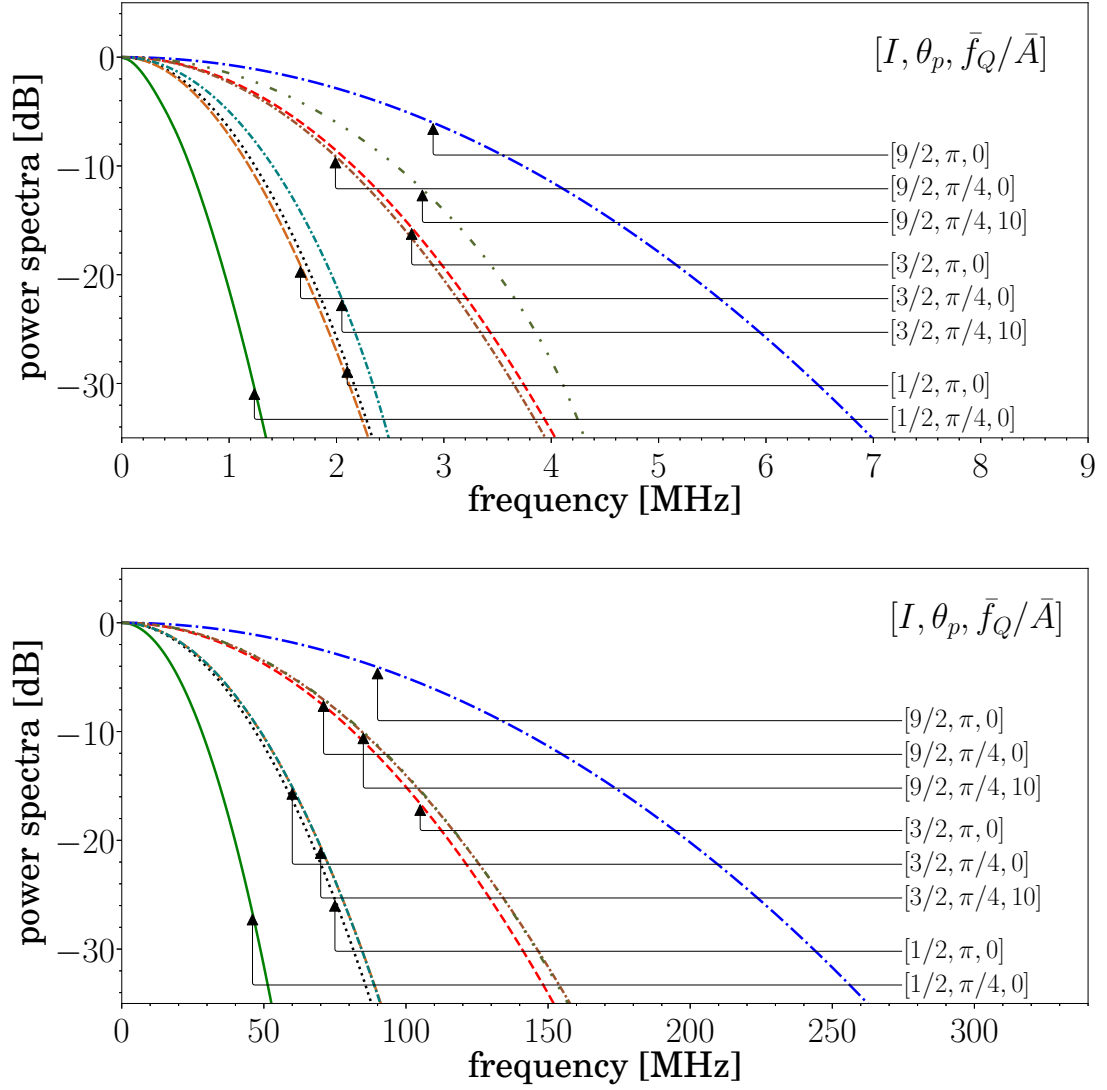 [I, θ_p, f̄_Q/Ā]
power spectra [dB]
0
−10
−20
−30
[9/2, π, 0]
[9/2, π/4, 0]
[9/2, π/4, 10]
[3/2, π, 0]
[3/2, π/4, 0]
[3/2, π/4, 10]
[1/2, π, 0]
[1/2, π/4, 0]
0 1 2 3 4 5 6 7 8 9
frequency [MHz]
[I, θ_p, f̄_Q/Ā]
power spectra [dB]
0
−10
−20
−30
[9/2, π, 0]
[9/2, π/4, 0]
[9/2, π/4, 10]
[3/2, π, 0]
[3/2, π/4, 0]
[3/2, π/4, 10]
[1/2, π, 0]
[1/2, π/4, 0]
0 50 100 150 200 250 300
frequency [MHz]